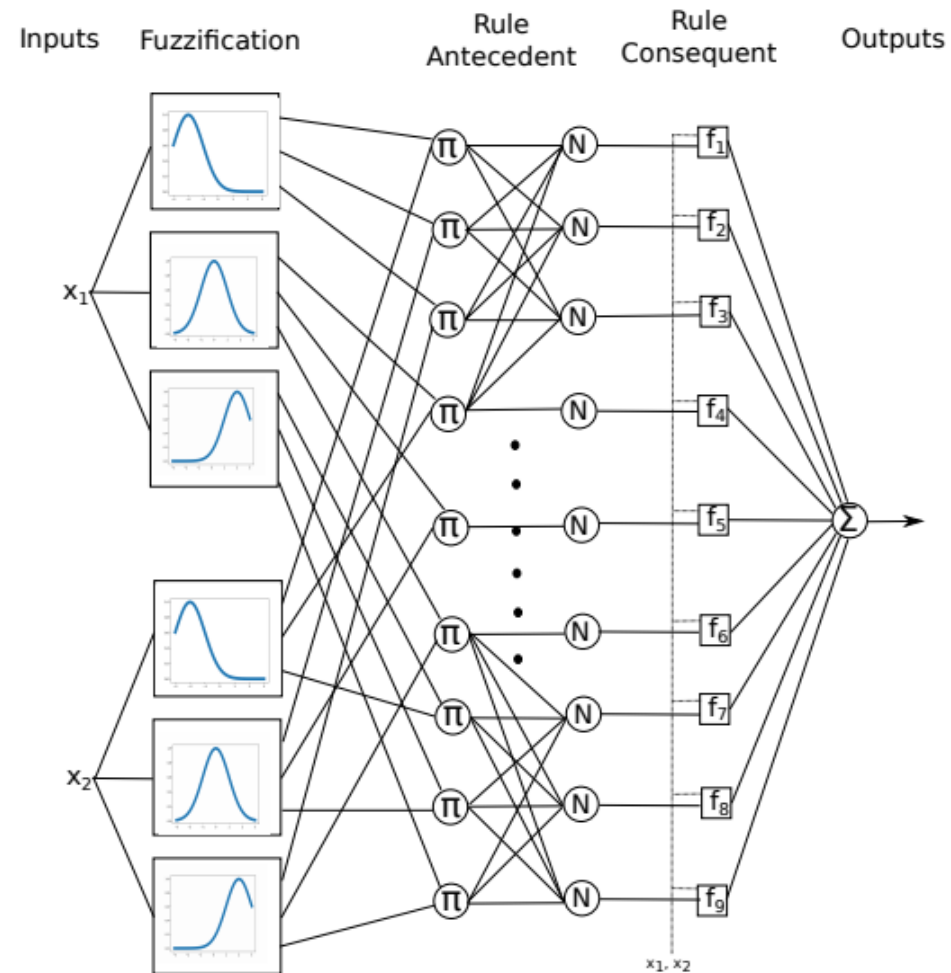 Inputs
Fuzzification
Rule
Antecedent
Rule
Consequent
Outputs
x₁
x₂
π
π
π
π
π
π
π
π
π
N
N
N
N
N
N
N
N
N
f₁
f₂
f₃
f₄
f₅
f₆
f₇
f₈
f₉
Σ
x₁, x₂